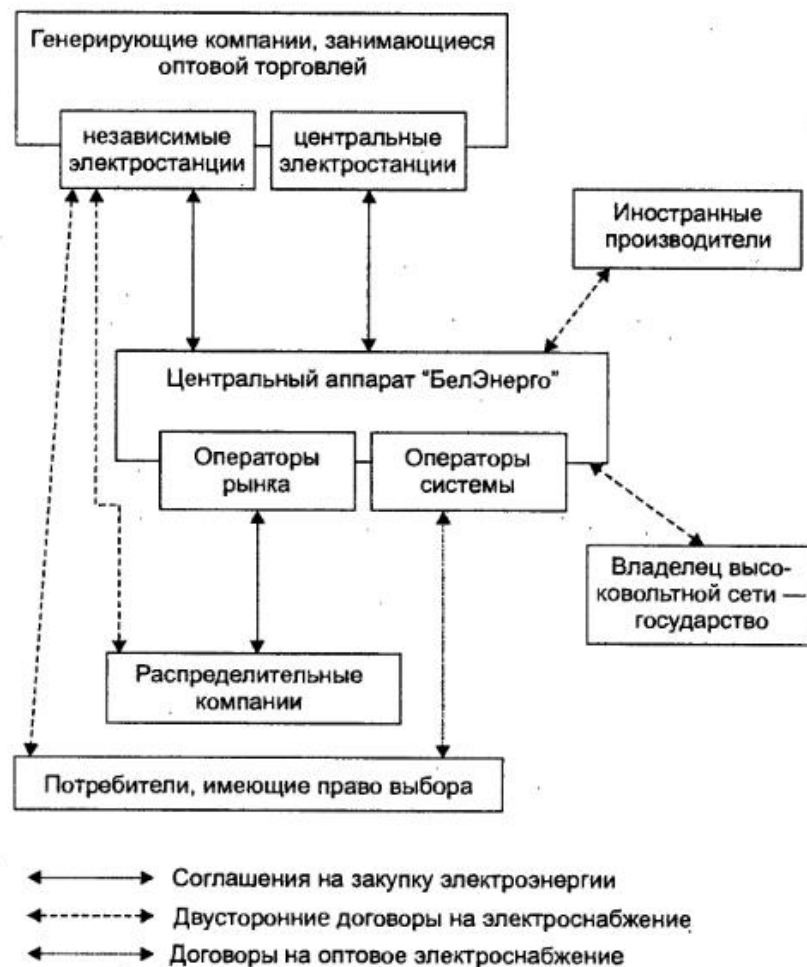 Генерирующие компании, занимающиеся
оптовой торговлей
независимые
электростанции
центральные
электростанции
Иностранные
производители
Центральный аппарат "БелЭнерго"
Операторы
рынка
Операторы
системы
Владелец высо-
ковольтной сети —
государство
Распределительные
компании
Потребители, имеющие право выбора
Соглашения на закупку электроэнергии
Двусторонние договоры на электроснабжение
Договоры на оптовое электроснабжение